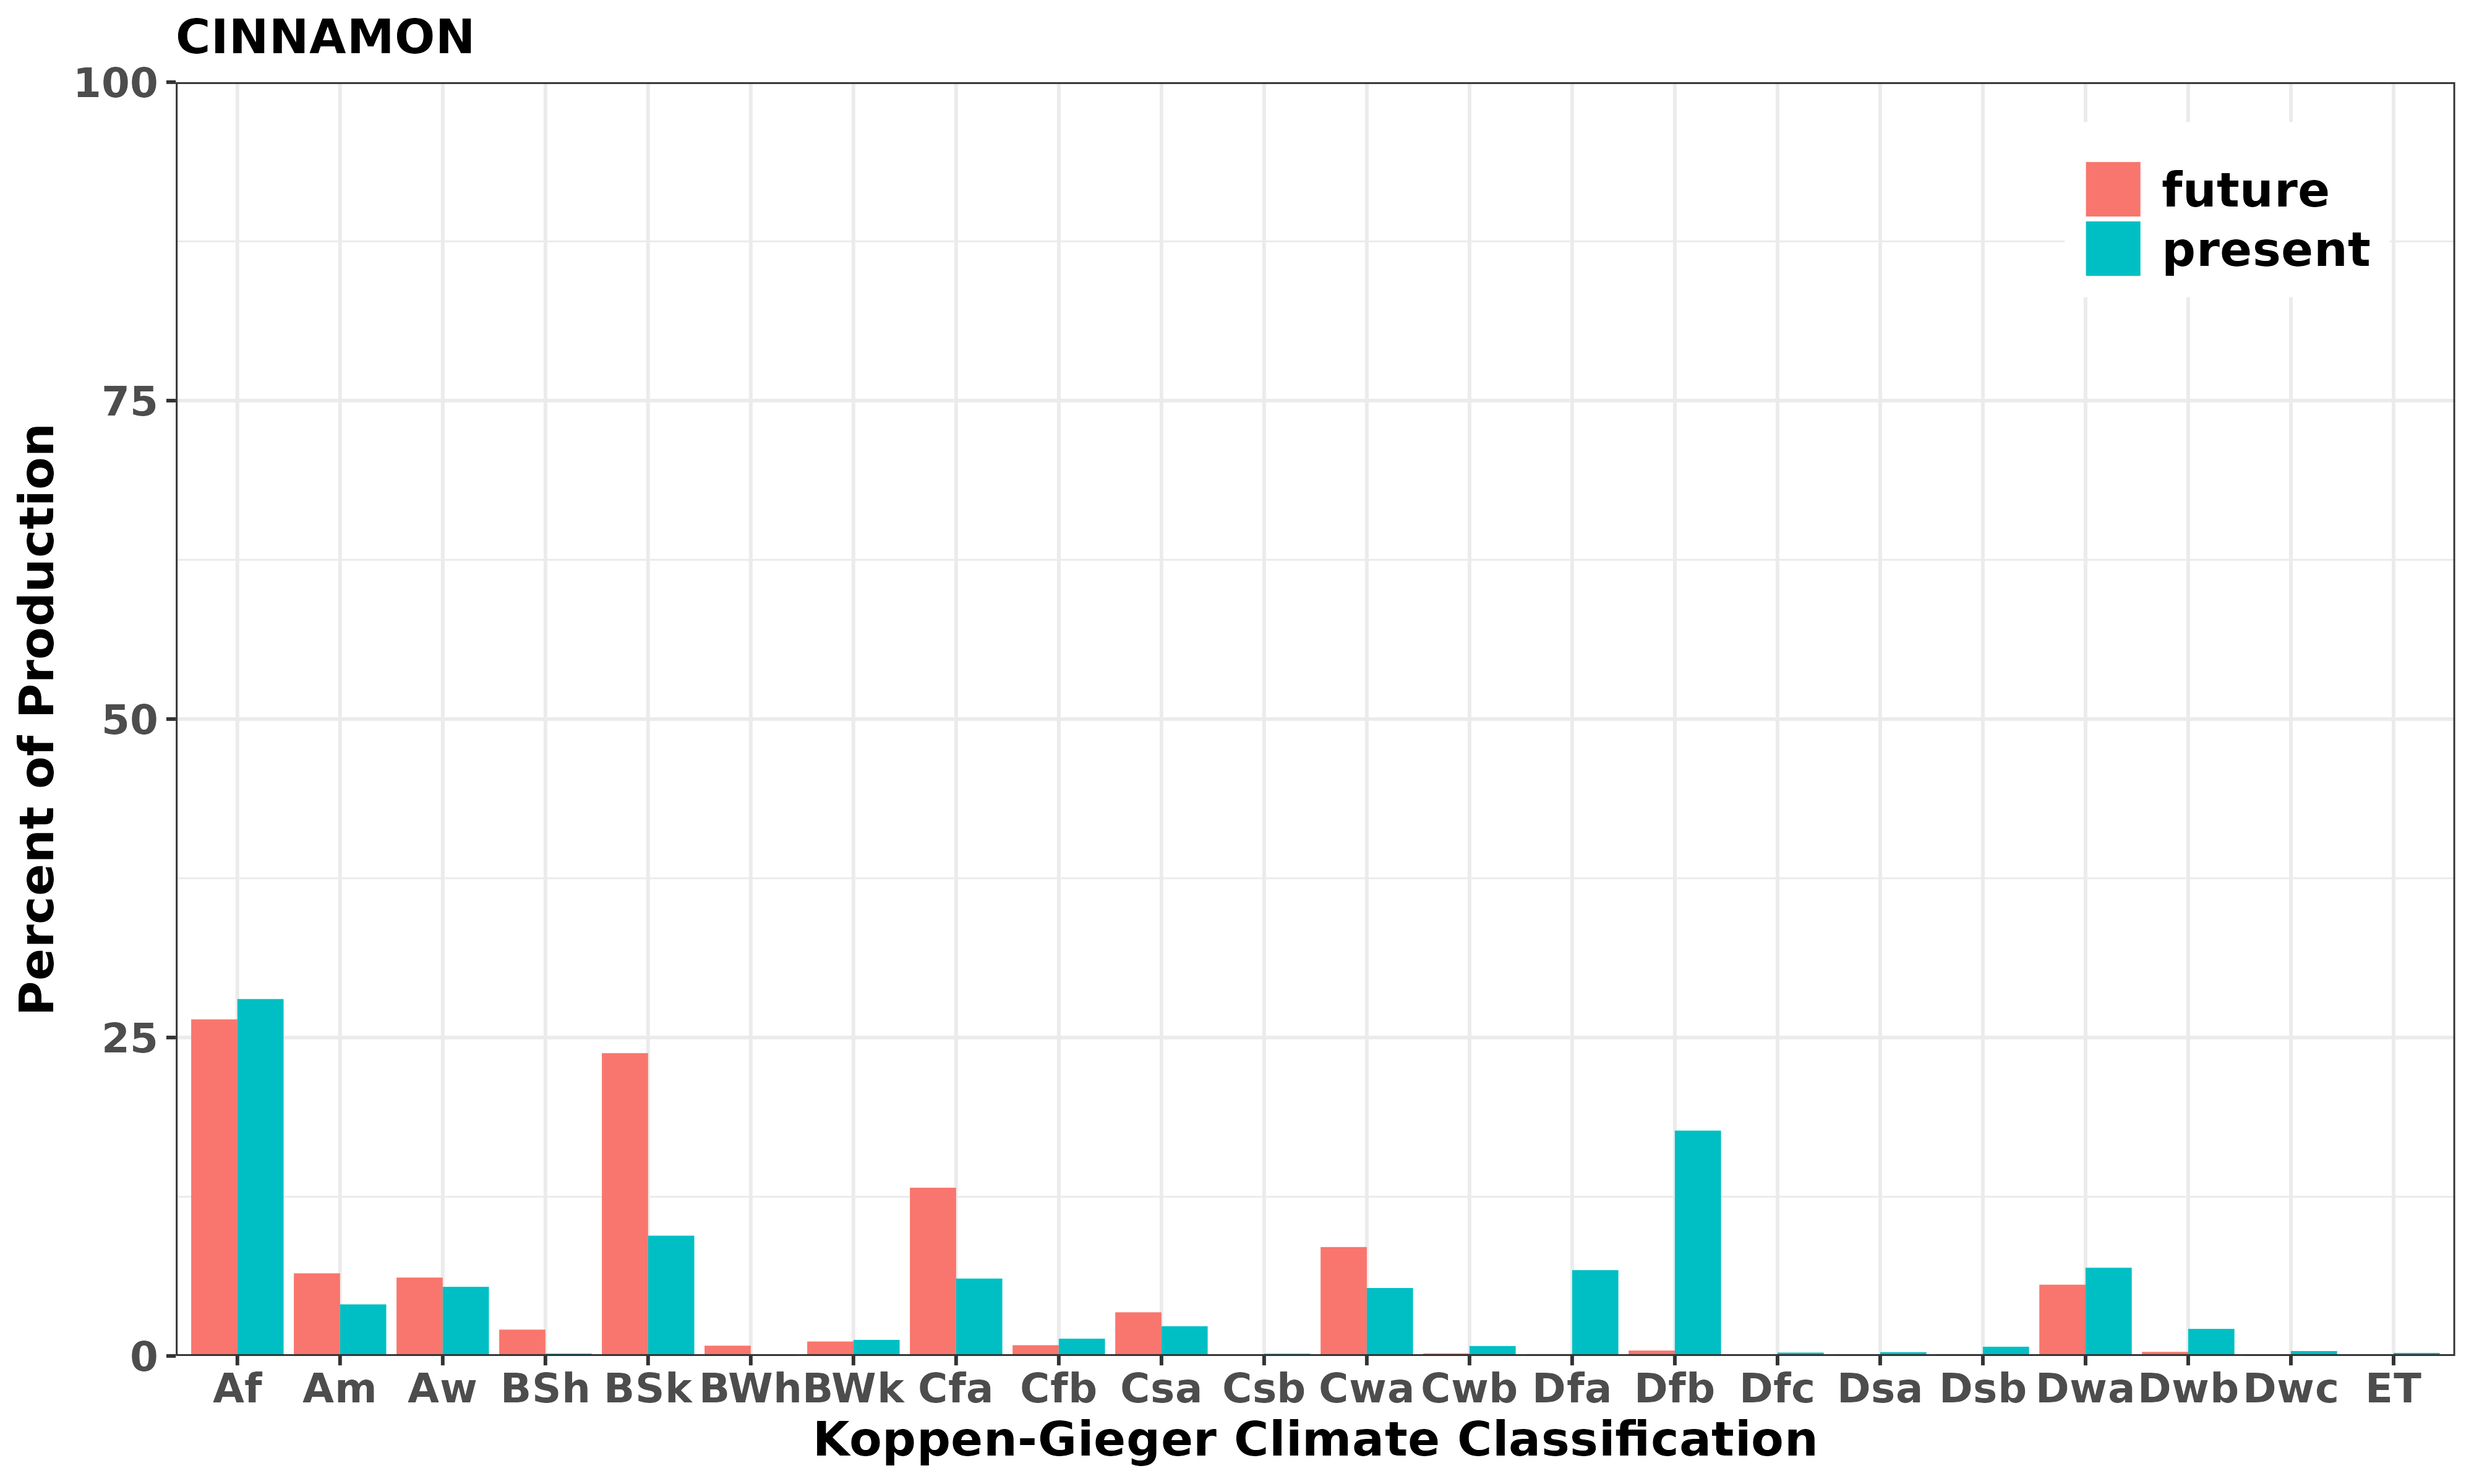 CINNAMON
100
75
50
25
0
Percent of Production
future
present
Af Am Aw BSh BSk BWh BWk Cfa Cfb Csa Csb Cwa Cwb Dfa Dfb Dfc Dsa Dsb Dwa Dwb Dwc ET
Koppen-Gieger Climate Classification